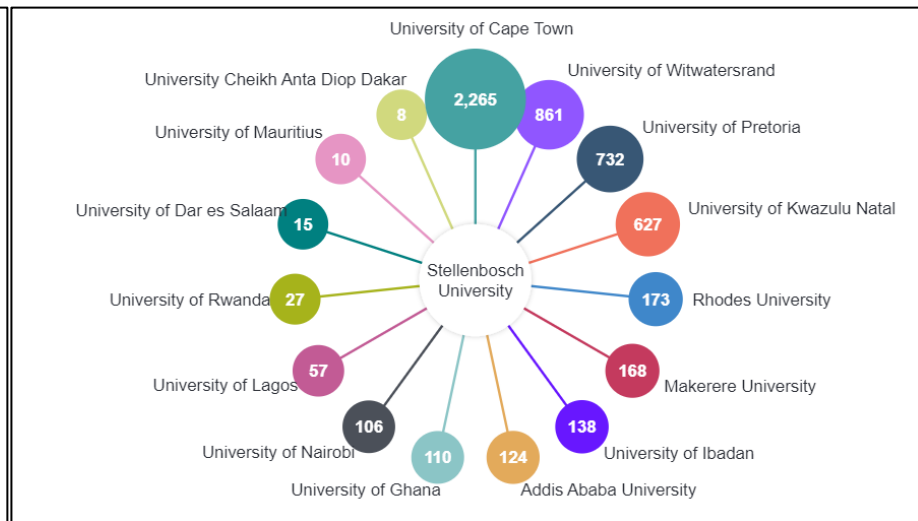 University of Cape Town
2,265
University of Witwatersrand
861
University of Pretoria
732
University of Kwazulu Natal
627
Rhodes University
173
Makerere University
168
University of Ibadan
138
Addis Ababa University
124
University of Ghana
110
University of Nairobi
106
University of Lagos
57
University of Rwanda
27
University of Dar es Salaam
15
University of Mauritius
10
University Cheikh Anta Diop Dakar
8
Stellenbosch
University